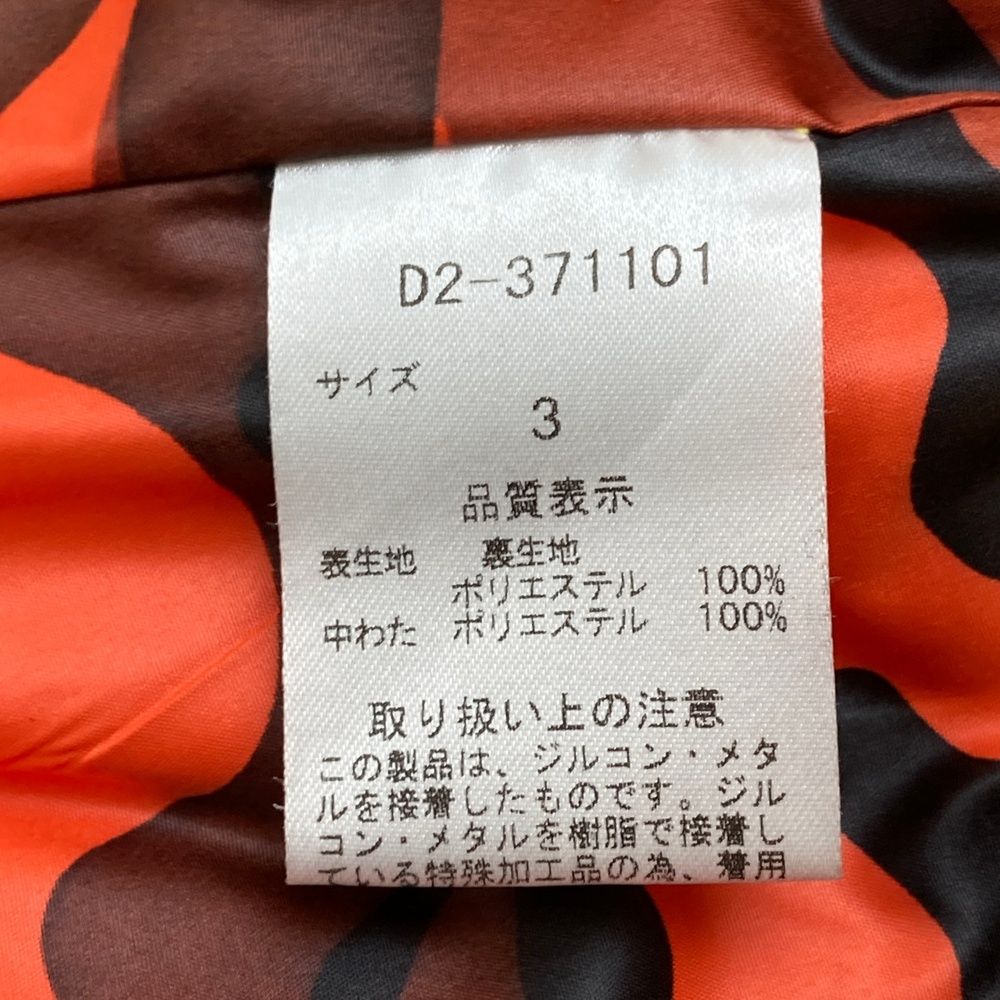 D2-371101
サイズ
3
品質表示
表生地 裏生地
ポリエステル 100%
中わた ポリエステル 100%
取り扱い上の注意
この製品は、ジルコン・メタ
ルを接着したものです。ジル
コン・メタルを樹脂で接着し
ている特殊加工品の為、着用